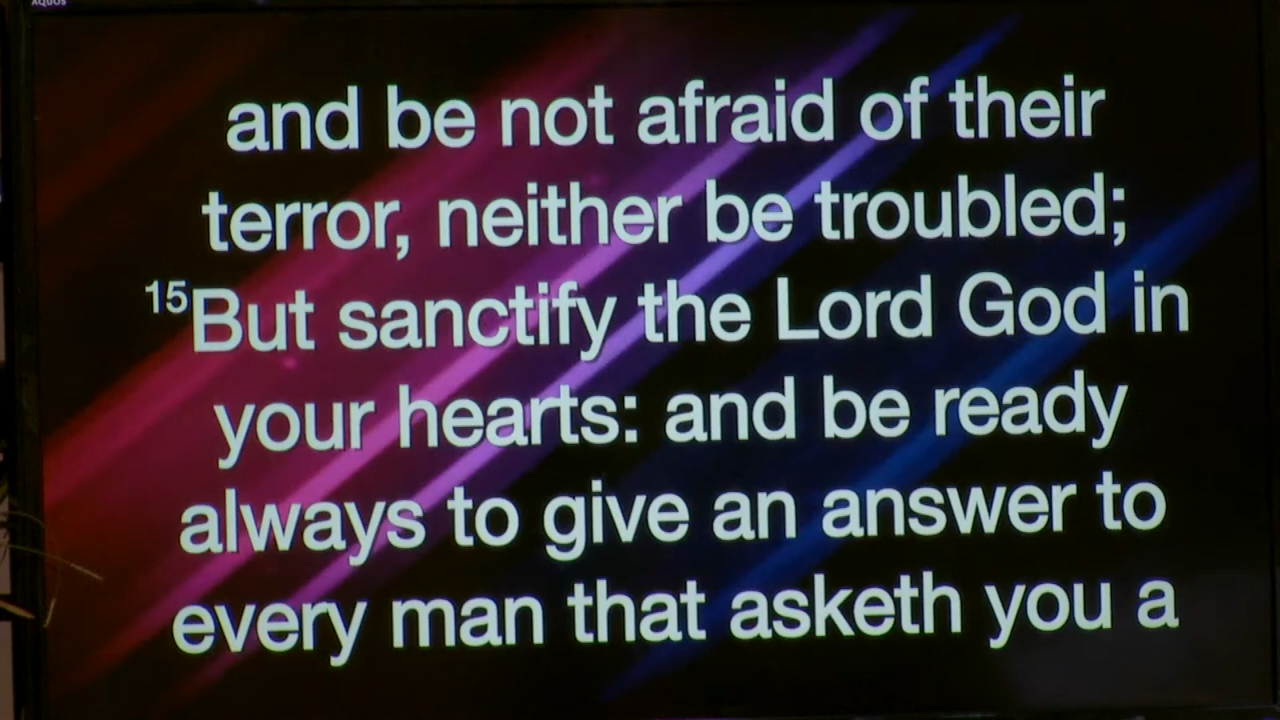 AQUOS
and be not afraid of their
terror, neither be troubled;
15But sanctify the Lord God in
your hearts: and be ready
always to give an answer to
every man that asketh you a